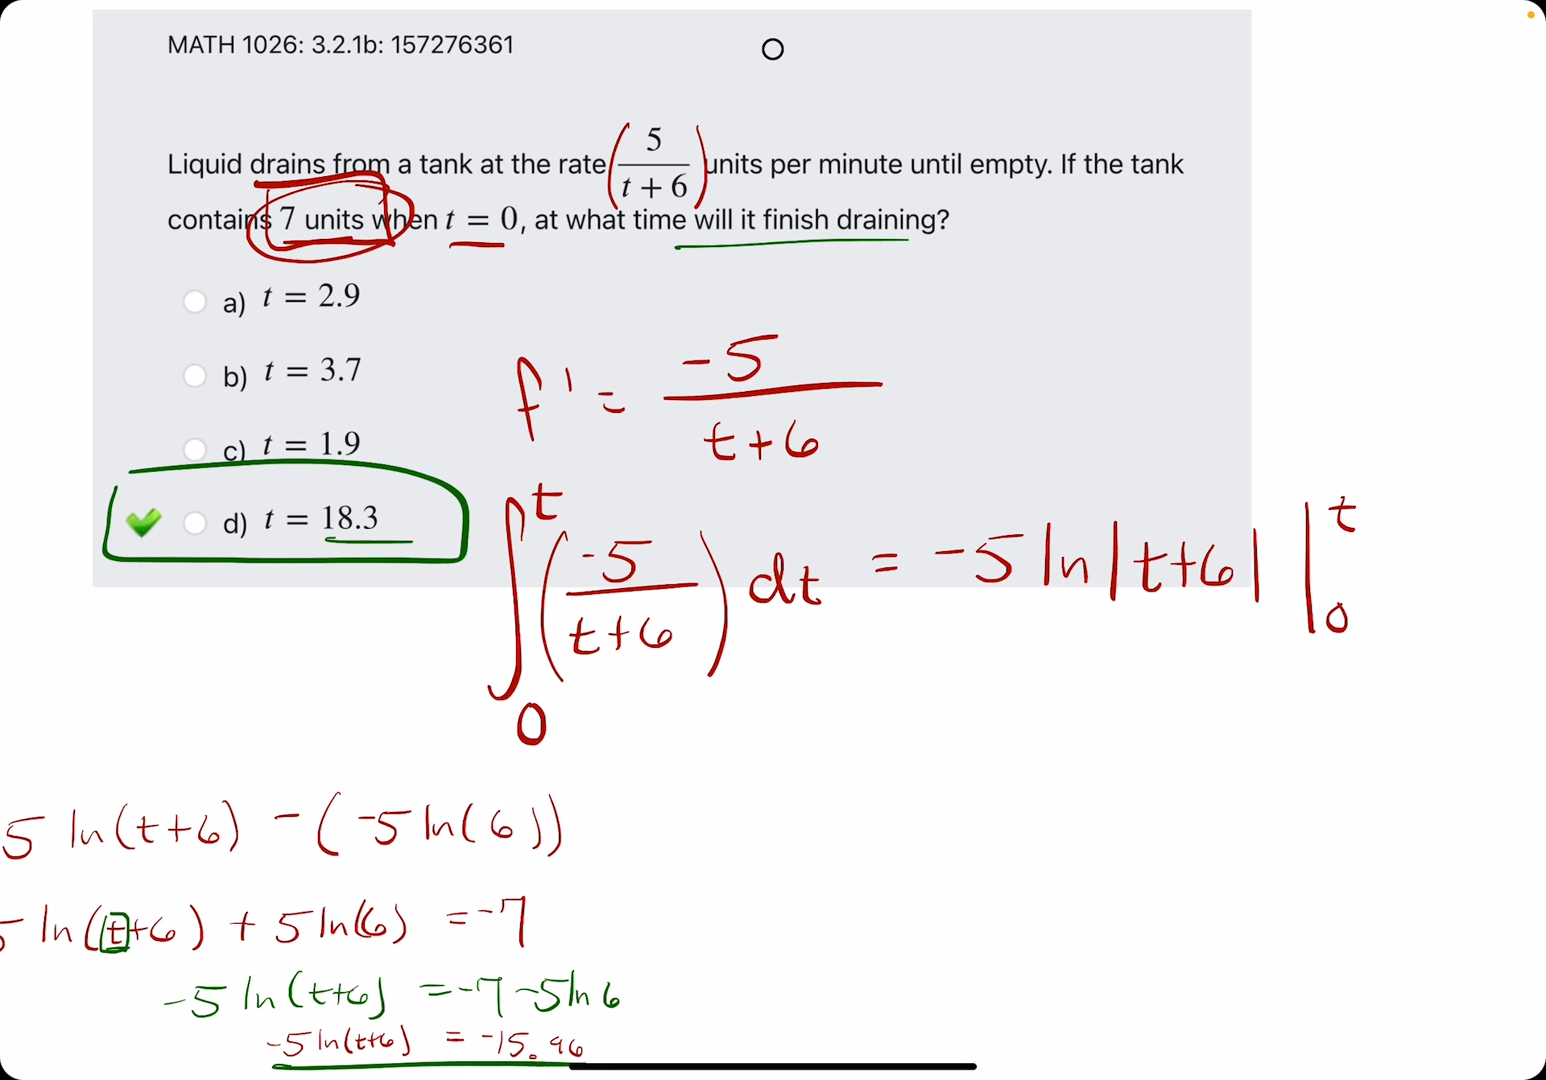 MATH 1026: 3.2.1b: 157276361
Liquid drains from a tank at the rate (5/(t + 6)) units per minute until empty. If the tank
contains 7 units when t = 0, at what time will it finish draining?
a) t = 2.9
b) t = 3.7
c) t = 1.9
d) t = 18.3
f' = -5/(t+6)
∫₀ᵗ (-5/(t+6)) dt = -5 ln|t+6| |₀ᵗ
5 ln(t+6) - (-5 ln(6))
ln(t+6) + 5 ln(6) = -7
-5 ln(t+6) = -7 -5 ln 6
-5 ln(t+6) = -15.96